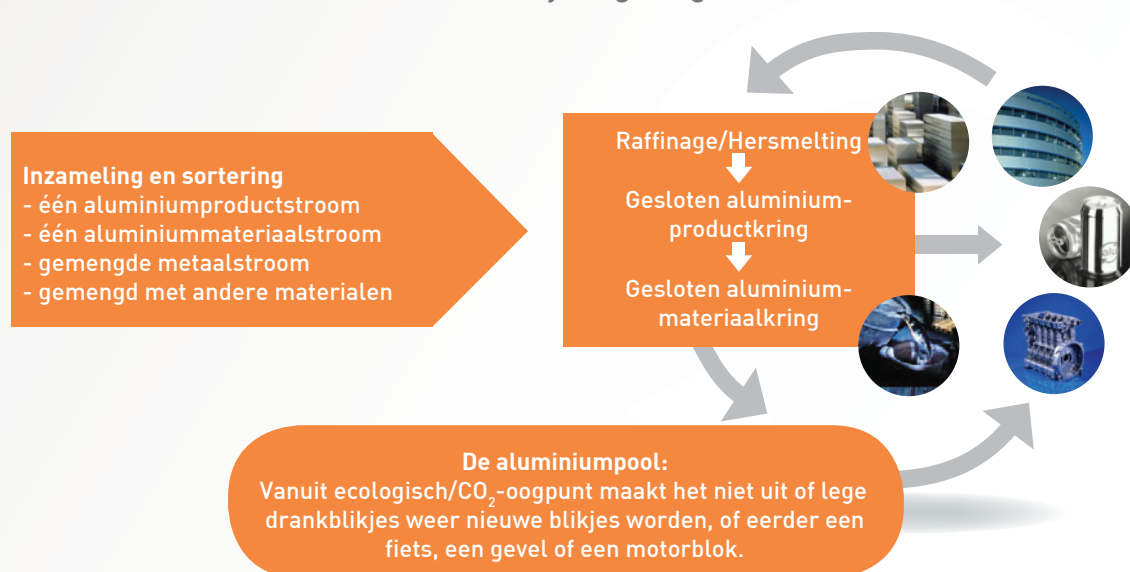 Inzameling en sortering
- één aluminiumproductstroom
- één aluminiummateriaalstroom
- gemengde metaalstroom
- gemengd met andere materialen
Raffinage/Hersmelting
Gesloten aluminium-
productkring
Gesloten aluminium-
materiaalkring
De aluminiumpool:
Vanuit ecologisch/CO₂-oogpunt maakt het niet uit of lege
drankblikjes weer nieuwe blikjes worden, of eerder een
fiets, een gevel of een motorblok.